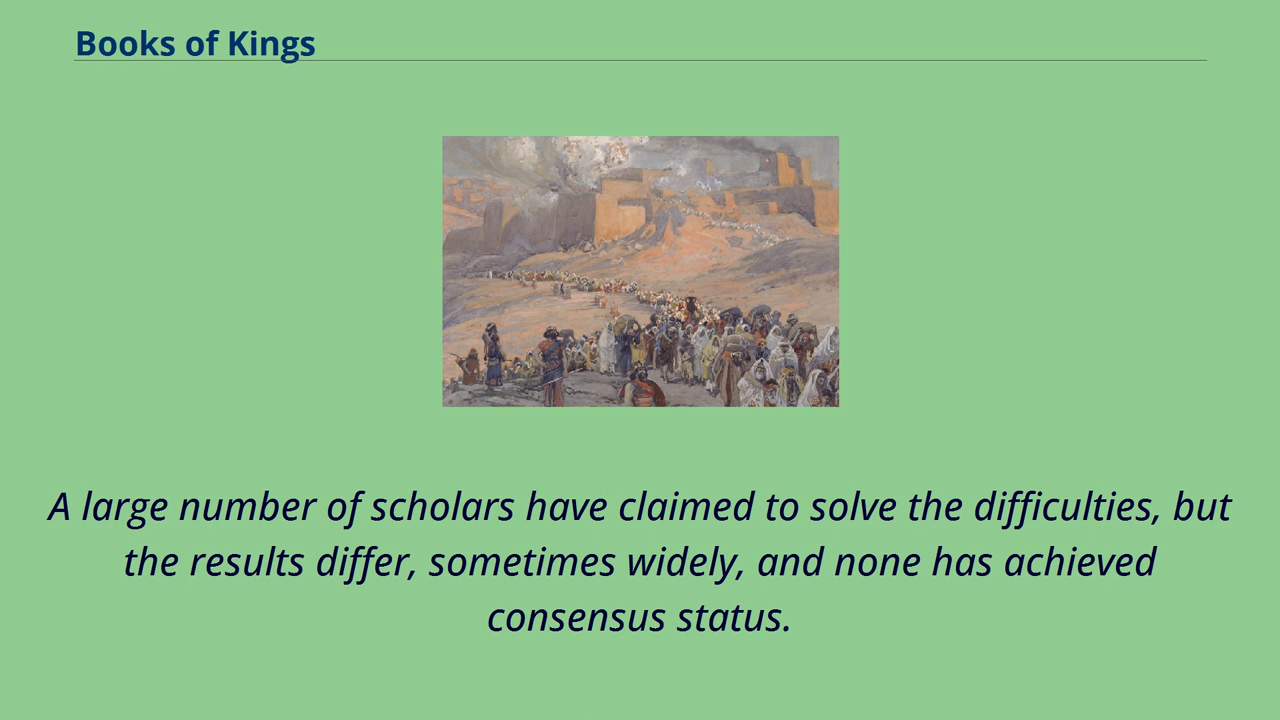 Books of Kings
A large number of scholars have claimed to solve the difficulties, but
the results differ, sometimes widely, and none has achieved
consensus status.